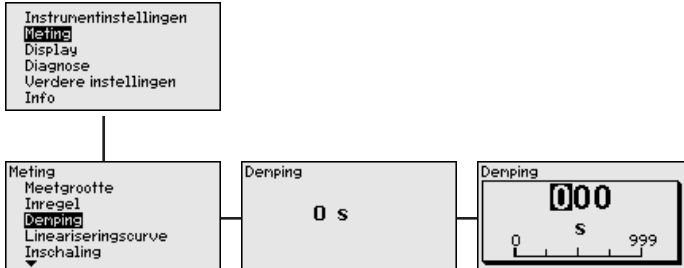 Instrumentinstellingen
Meting
Display
Diagnose
Verdere instellingen
Info
Meting
Meetgrootte
Inregel
Demping
Lineariseringscurve
Inschaling
Demping
0 s
Demping
000
s
0 999